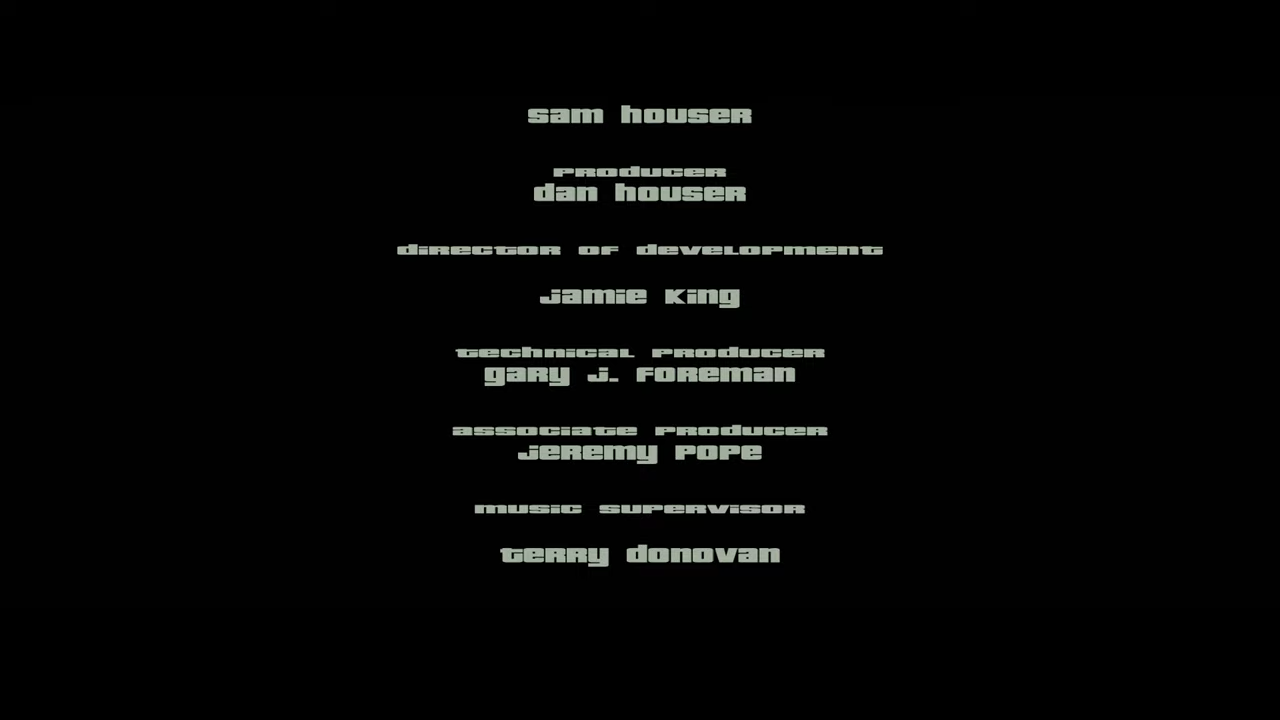 sam HOUSER
PRODUCER
dan HOUSER
director of development
Jamie King
technical PRODUCER
gary J. Foreman
associate producer
Jeremy Pope
music supervisor
Terry Donovan